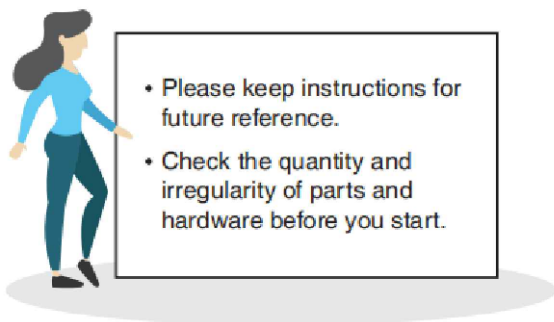 • Please keep instructions for
future reference.
• Check the quantity and
irregularity of parts and
hardware before you start.